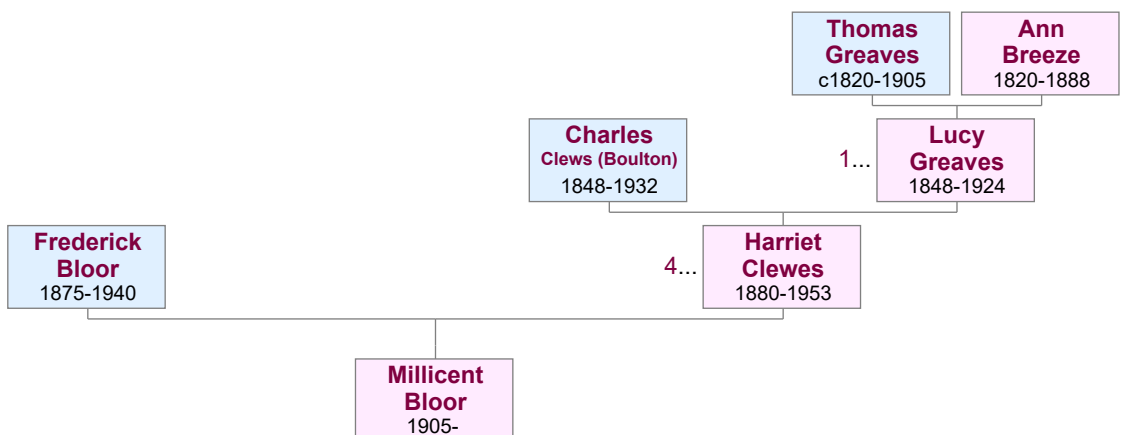 Thomas
Greaves
c1820-1905
Ann
Breeze
1820-1888
Charles
Clews (Boulton)
1848-1932
1...
Lucy
Greaves
1848-1924
Frederick
Bloor
1875-1940
4...
Harriet
Clewes
1880-1953
Millicent
Bloor
1905-